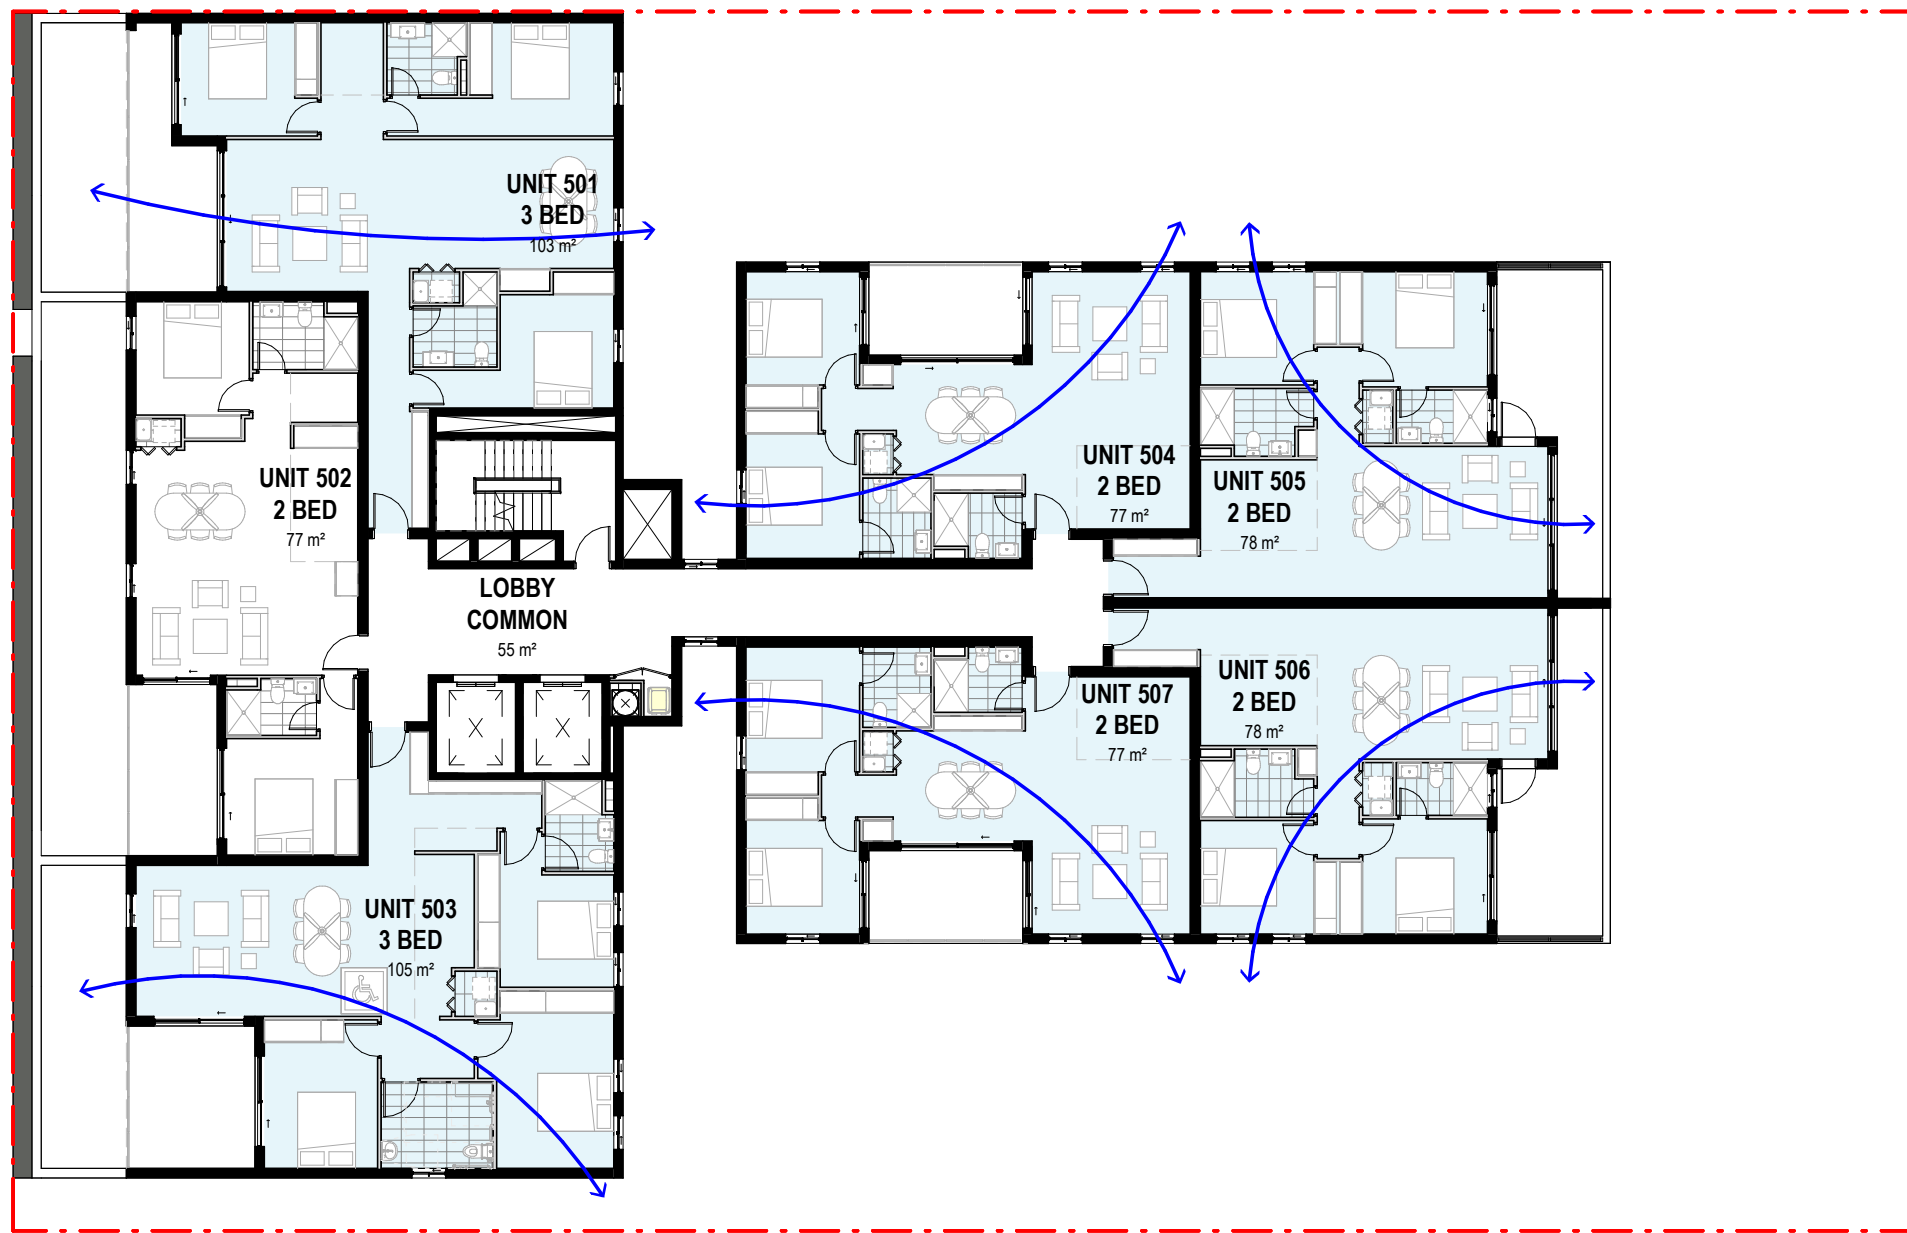 UNIT 501
3 BED
103 m²
UNIT 502
2 BED
77 m²
LOBBY
COMMON
55 m²
UNIT 503
3 BED
105 m²
UNIT 504
2 BED
77 m²
UNIT 505
2 BED
78 m²
UNIT 506
2 BED
78 m²
UNIT 507
2 BED
77 m²